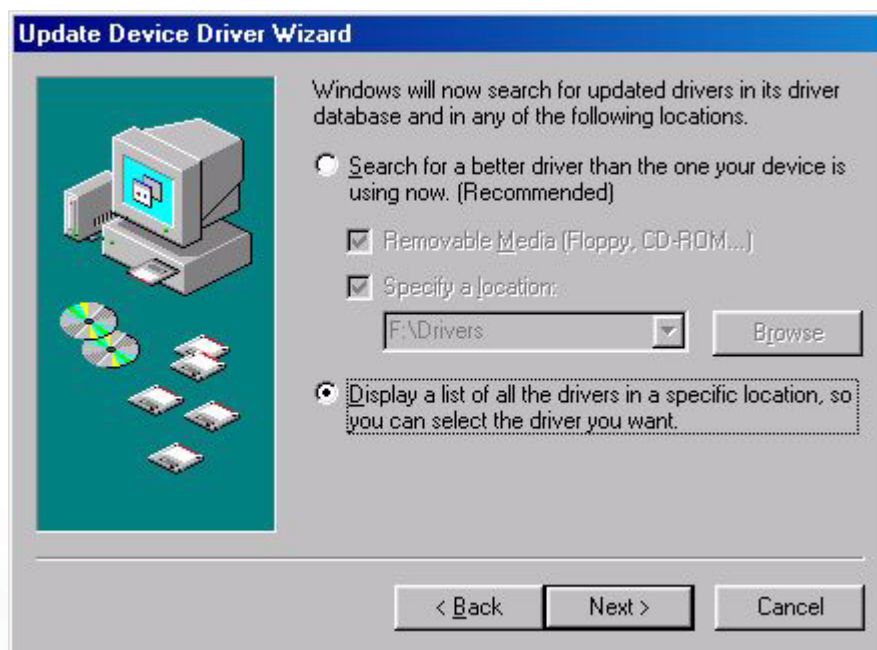 Update Device Driver Wizard
Windows will now search for updated drivers in its driver
database and in any of the following locations.
Search for a better driver than the one your device is
using now. (Recommended)
Removable Media (Floppy, CD-ROM...)
Specify a location:
F:\Drivers
Browse
Display a list of all the drivers in a specific location, so
you can select the driver you want.
< Back
Next >
Cancel